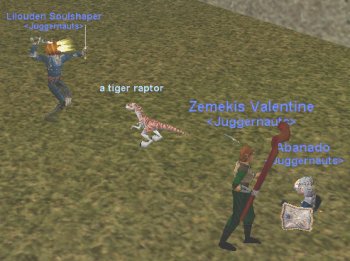 Lilouden Soulshaper
<Juggernauts>
a tiger raptor
Zemekis Valentine
<Juggernauts>
Abanado
Juggernauts>